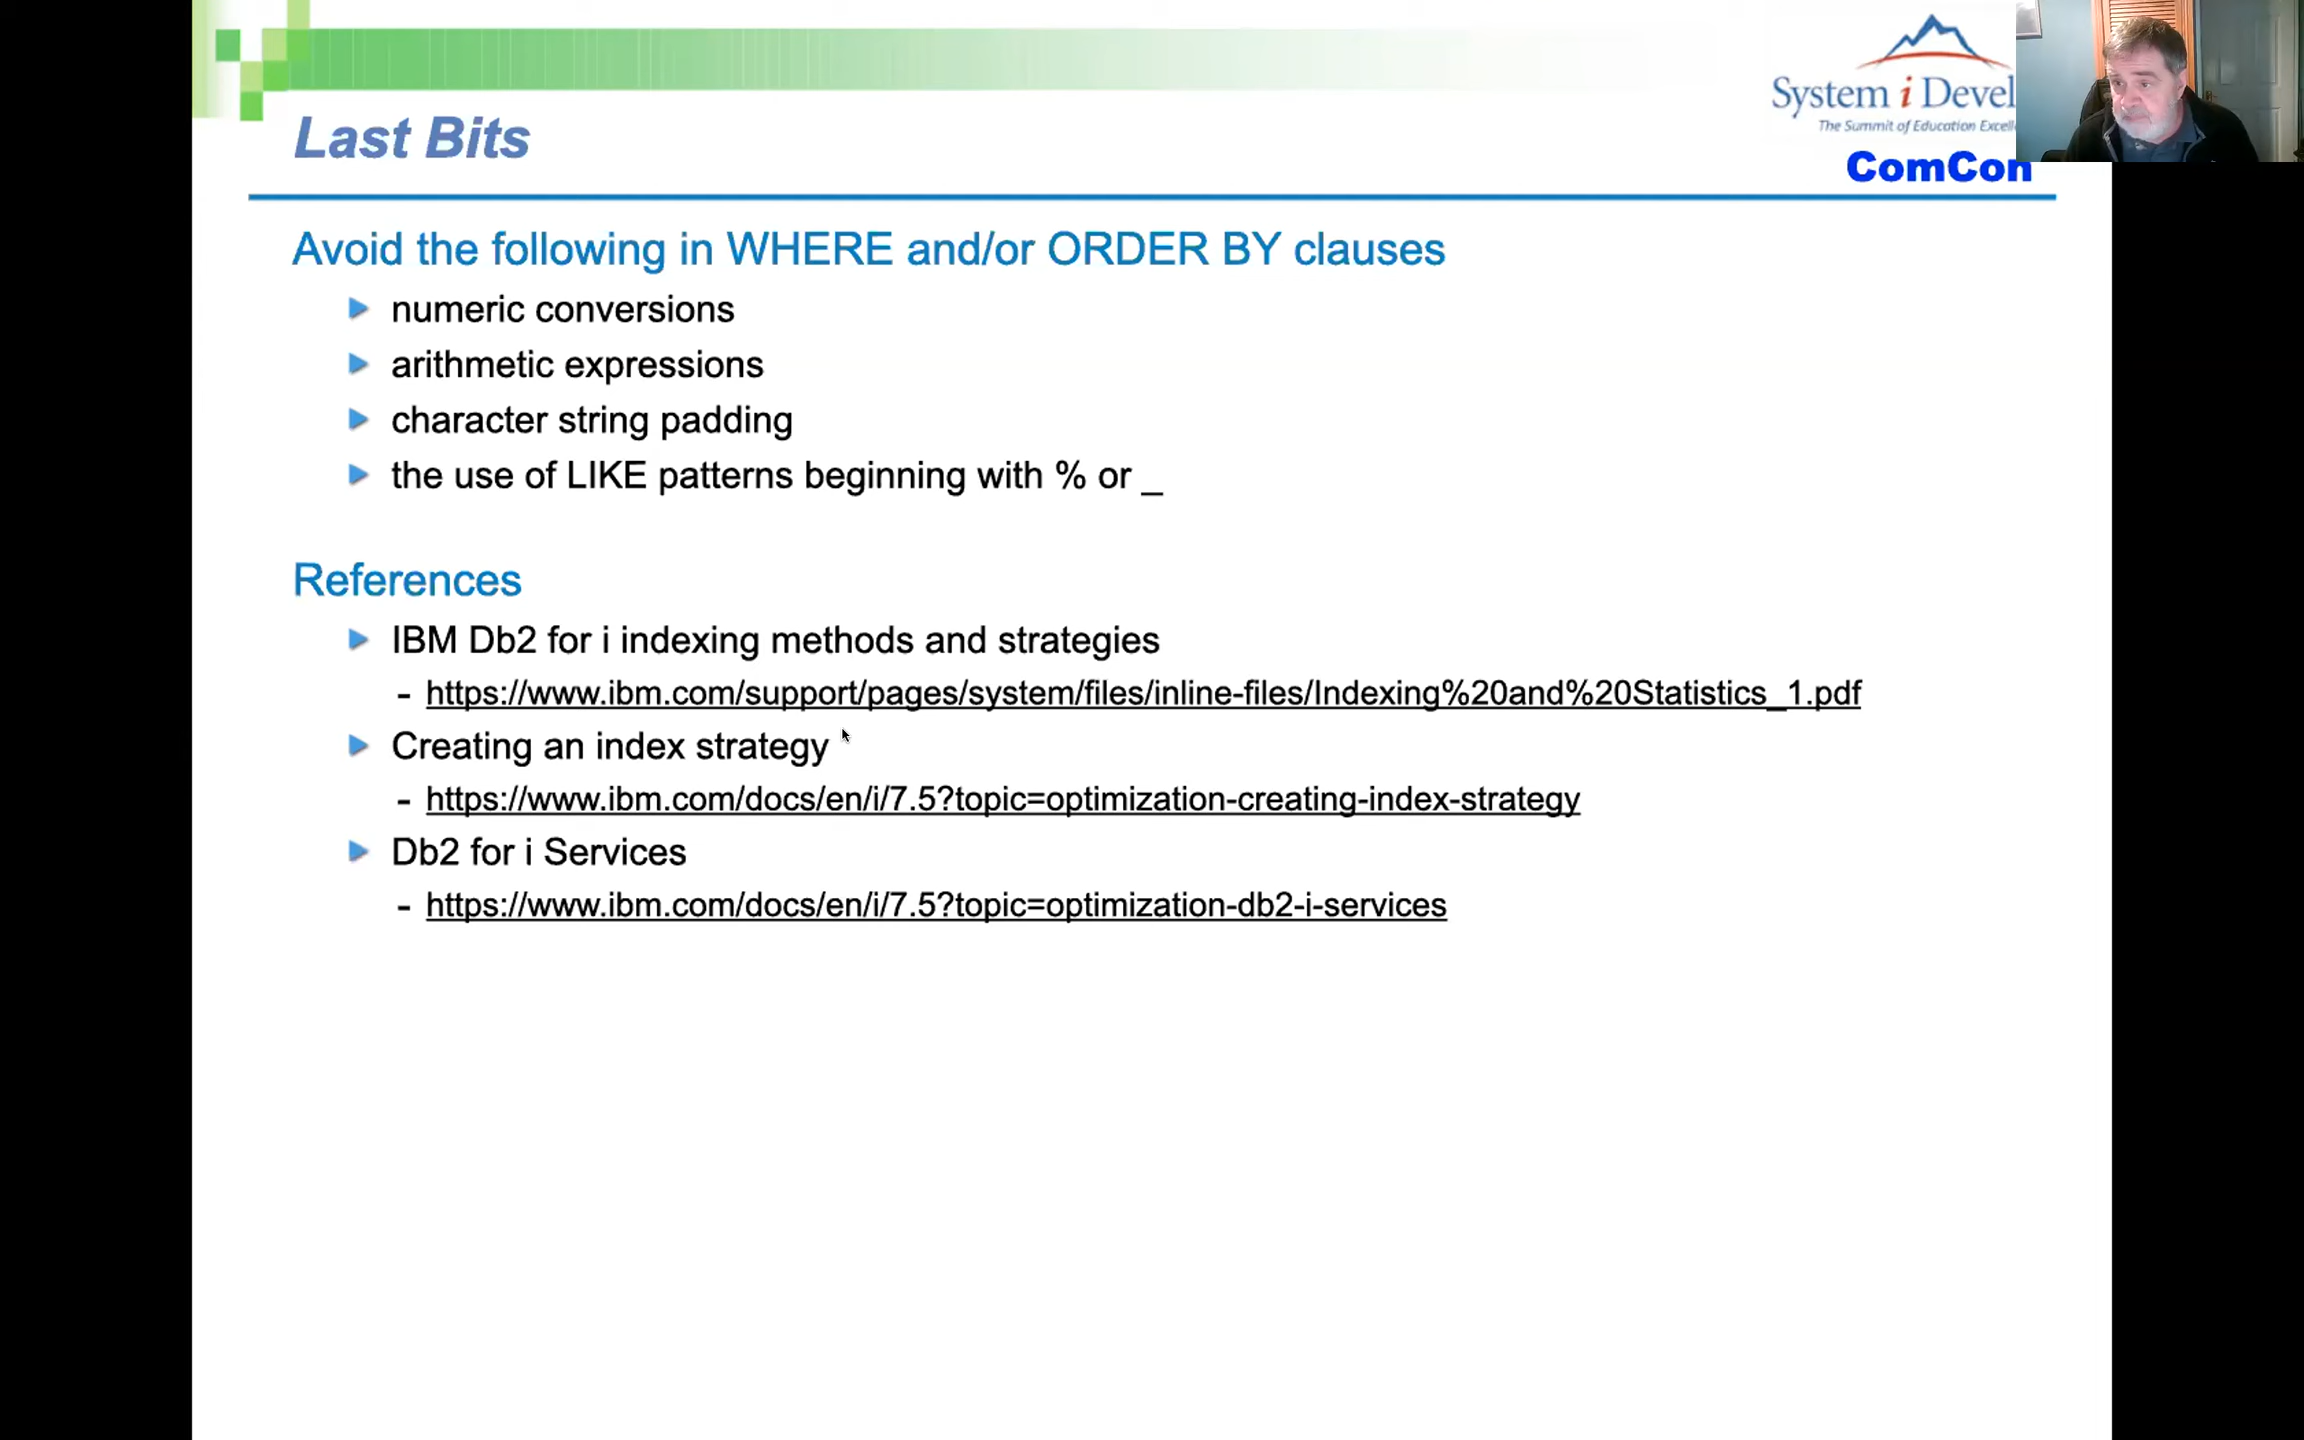 System i Devel
The Summit of Education Excell
ComCon
Last Bits
Avoid the following in WHERE and/or ORDER BY clauses
numeric conversions
arithmetic expressions
character string padding
the use of LIKE patterns beginning with % or _
References
IBM Db2 for i indexing methods and strategies
- https://www.ibm.com/support/pages/system/files/inline-files/Indexing%20and%20Statistics_1.pdf
Creating an index strategy
- https://www.ibm.com/docs/en/i/7.5?topic=optimization-creating-index-strategy
Db2 for i Services
- https://www.ibm.com/docs/en/i/7.5?topic=optimization-db2-i-services